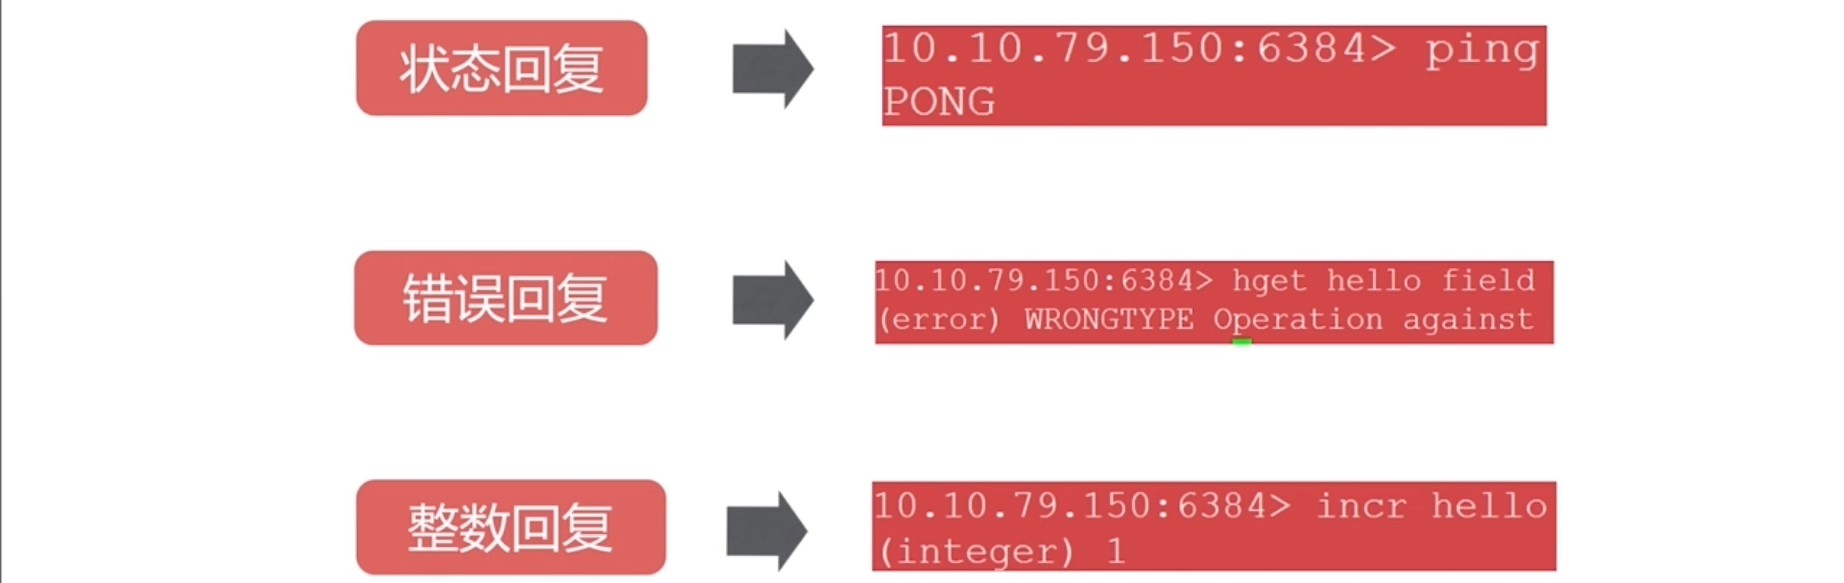 状态回复
10.10.79.150:6384> ping
PONG
错误回复
10.10.79.150:6384> hget hello field
(error) WRONGTYPE Operation against
整数回复
10.10.79.150:6384> incr hello
(integer) 1